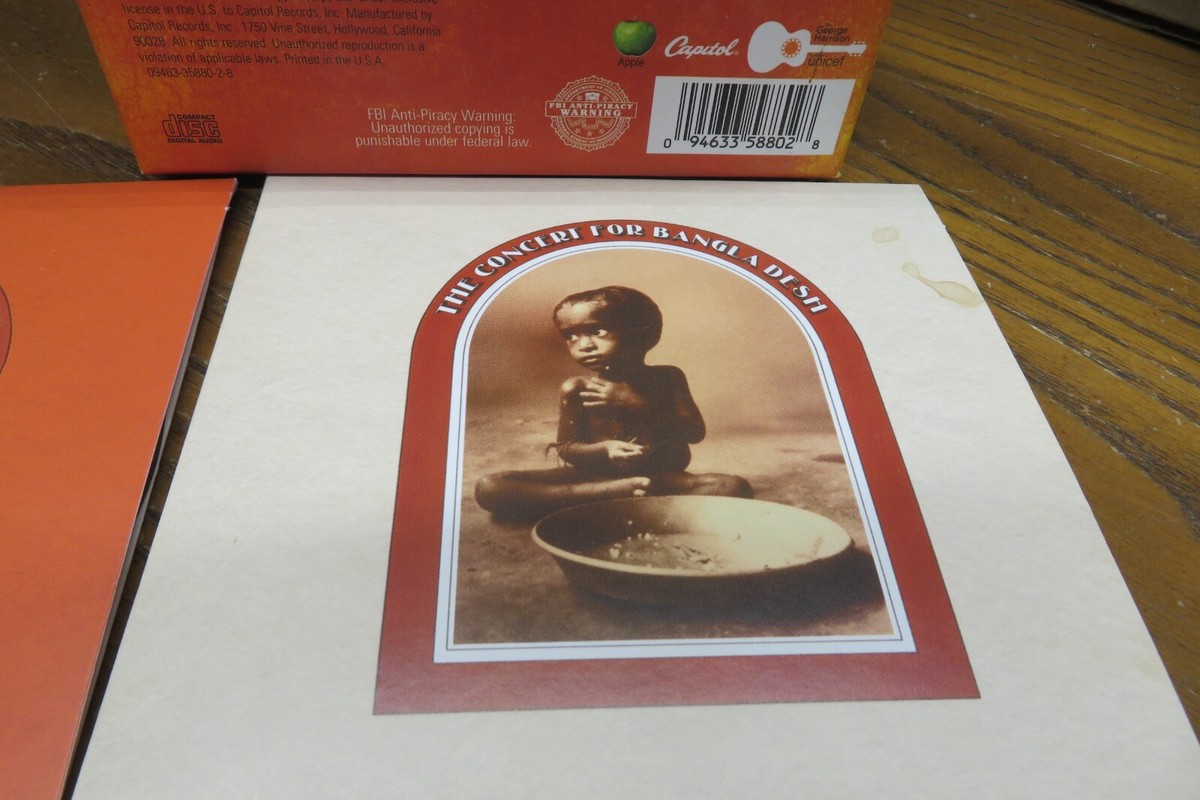 license in the U.S. to Capitol Records, Inc. Manufactured by
Capitol Records, Inc., 1750 Vine Street, Hollywood, California
90028. All rights reserved. Unauthorized reproduction is a
violation of applicable laws. Printed in the U.S.A.
09463-35880-2-8
Apple
Capitol
George
Harrison
unicef
COMPACT
disc
DIGITAL AUDIO
FBI Anti-Piracy Warning:
Unauthorized copying is
punishable under federal law.
FBI ANTI-PIRACY
WARNING
0 94633 58802 8
THE CONCERT FOR BANGLA DESH